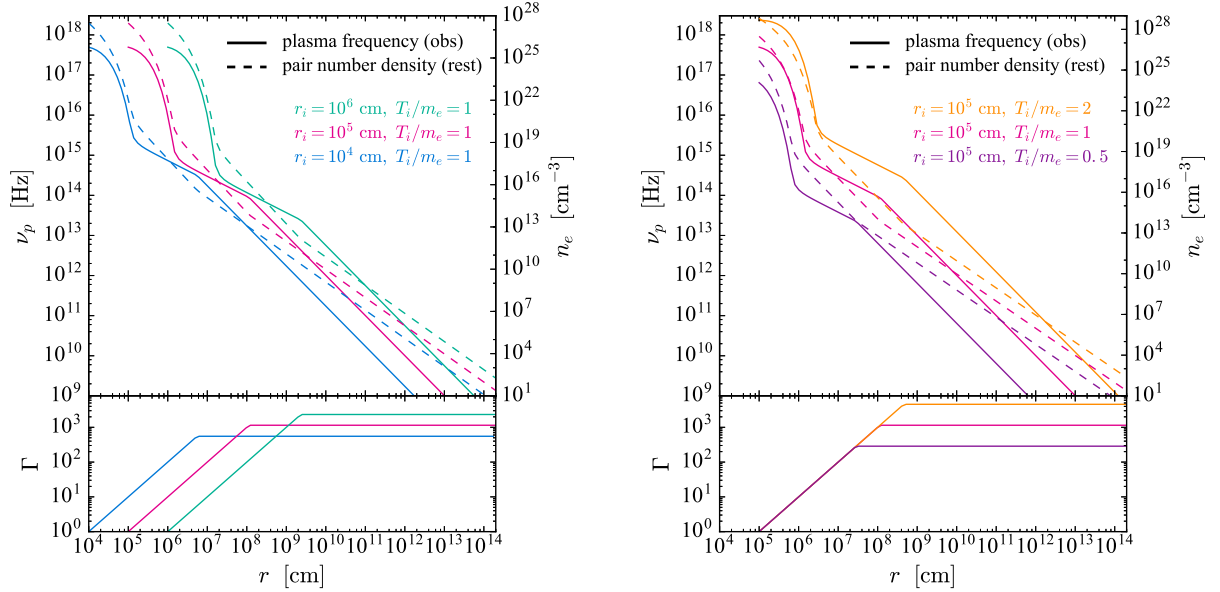 plasma frequency (obs)
pair number density (rest)
r_i = 10^6 cm, T_i/m_e = 1
r_i = 10^5 cm, T_i/m_e = 1
r_i = 10^4 cm, T_i/m_e = 1
10^18
10^17
10^16
10^15
10^14
10^13
10^12
10^11
10^10
10^9
ν_p [Hz]
10^28
10^25
10^22
10^19
10^16
10^13
10^10
10^7
10^4
10^1
n_e [cm^−3]
10^3
10^2
10^1
10^0
Γ
10^4 10^5 10^6 10^7 10^8 10^9 10^10 10^11 10^12 10^13 10^14
r [cm]
plasma frequency (obs)
pair number density (rest)
r_i = 10^5 cm, T_i/m_e = 2
r_i = 10^5 cm, T_i/m_e = 1
r_i = 10^5 cm, T_i/m_e = 0.5
10^18
10^17
10^16
10^15
10^14
10^13
10^12
10^11
10^10
10^9
ν_p [Hz]
10^28
10^25
10^22
10^19
10^16
10^13
10^10
10^7
10^4
10^1
n_e [cm^−3]
10^3
10^2
10^1
10^0
Γ
10^4 10^5 10^6 10^7 10^8 10^9 10^10 10^11 10^12 10^13 10^14
r [cm]